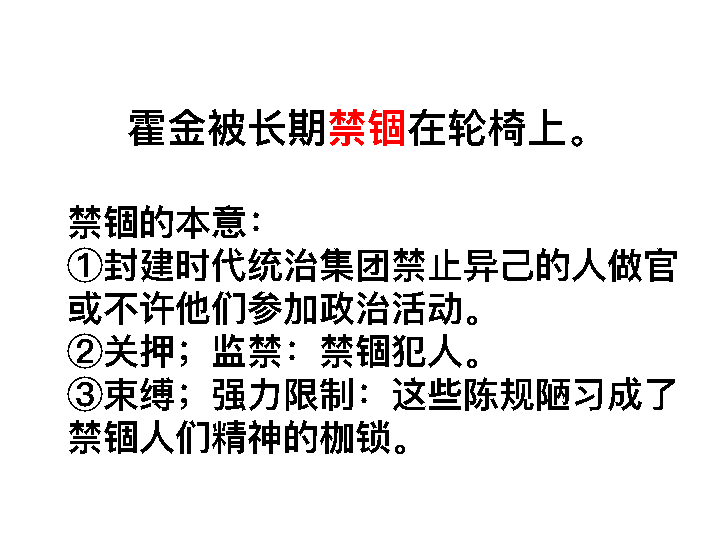 霍金被长期禁锢在轮椅上。
禁锢的本意：
①封建时代统治集团禁止异己的人做官
或不许他们参加政治活动。
②关押；监禁：禁锢犯人。
③束缚；强力限制：这些陈规陋习成了
禁锢人们精神的枷锁。